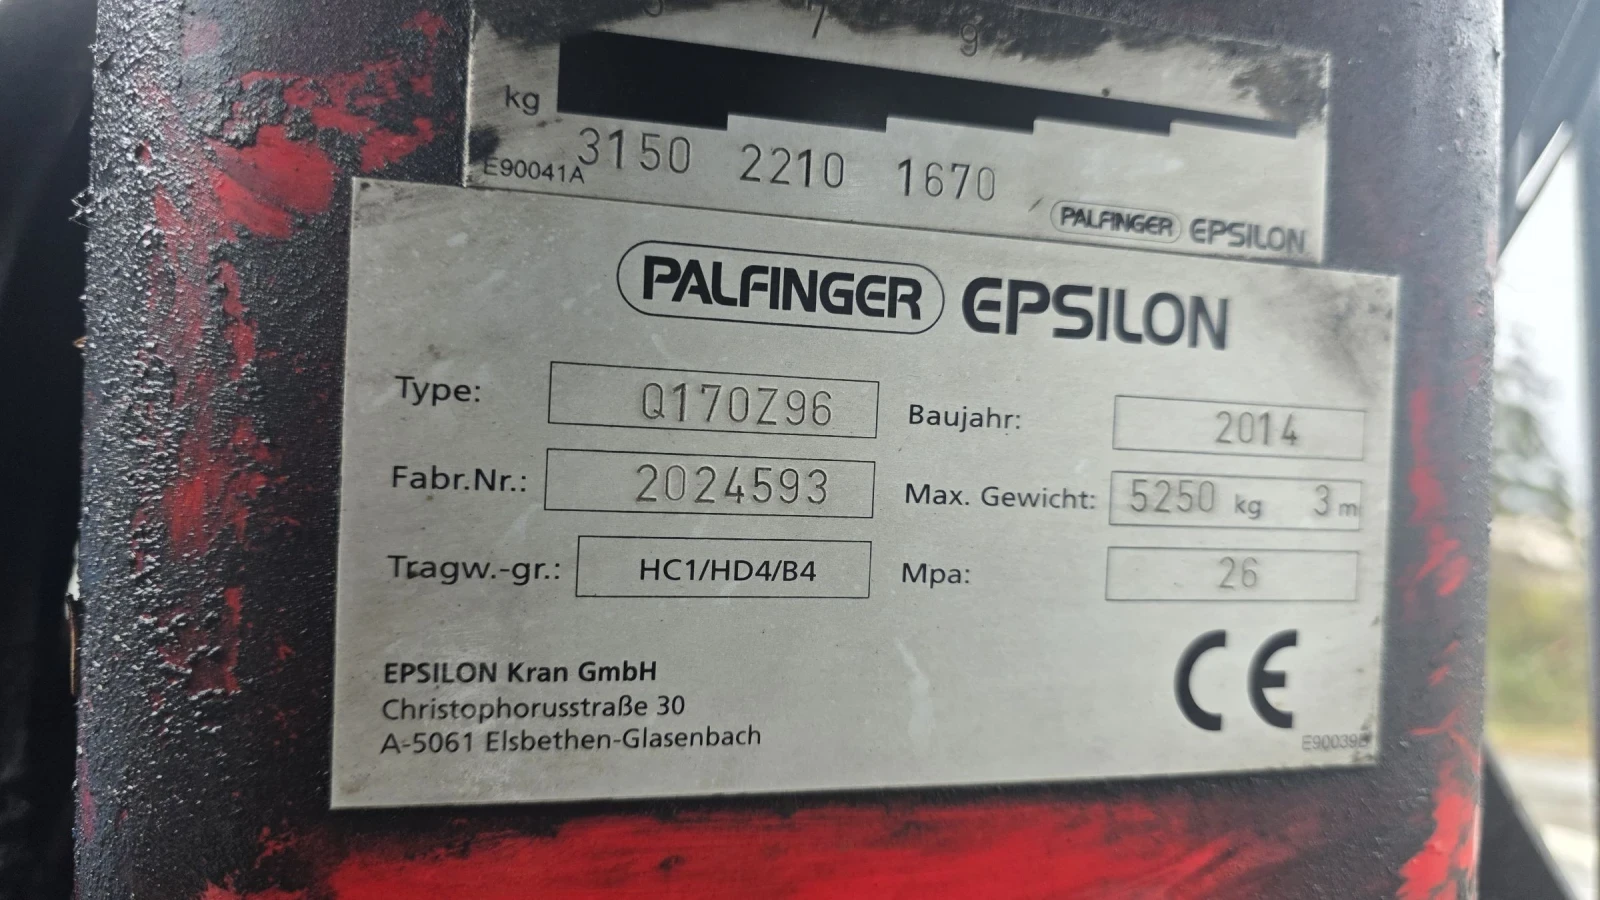 5 7 9
kg
3150 2210 1670
E90041A
PALFINGER EPSILON
PALFINGER EPSILON
Type: Q170Z96 Baujahr: 2014
Fabr.Nr.: 2024593 Max. Gewicht: 5250 kg 3 m
Tragw.-gr.: HC1/HD4/B4 Mpa: 26
EPSILON Kran GmbH
Christophorusstraße 30
A-5061 Elsbethen-Glasenbach
CE